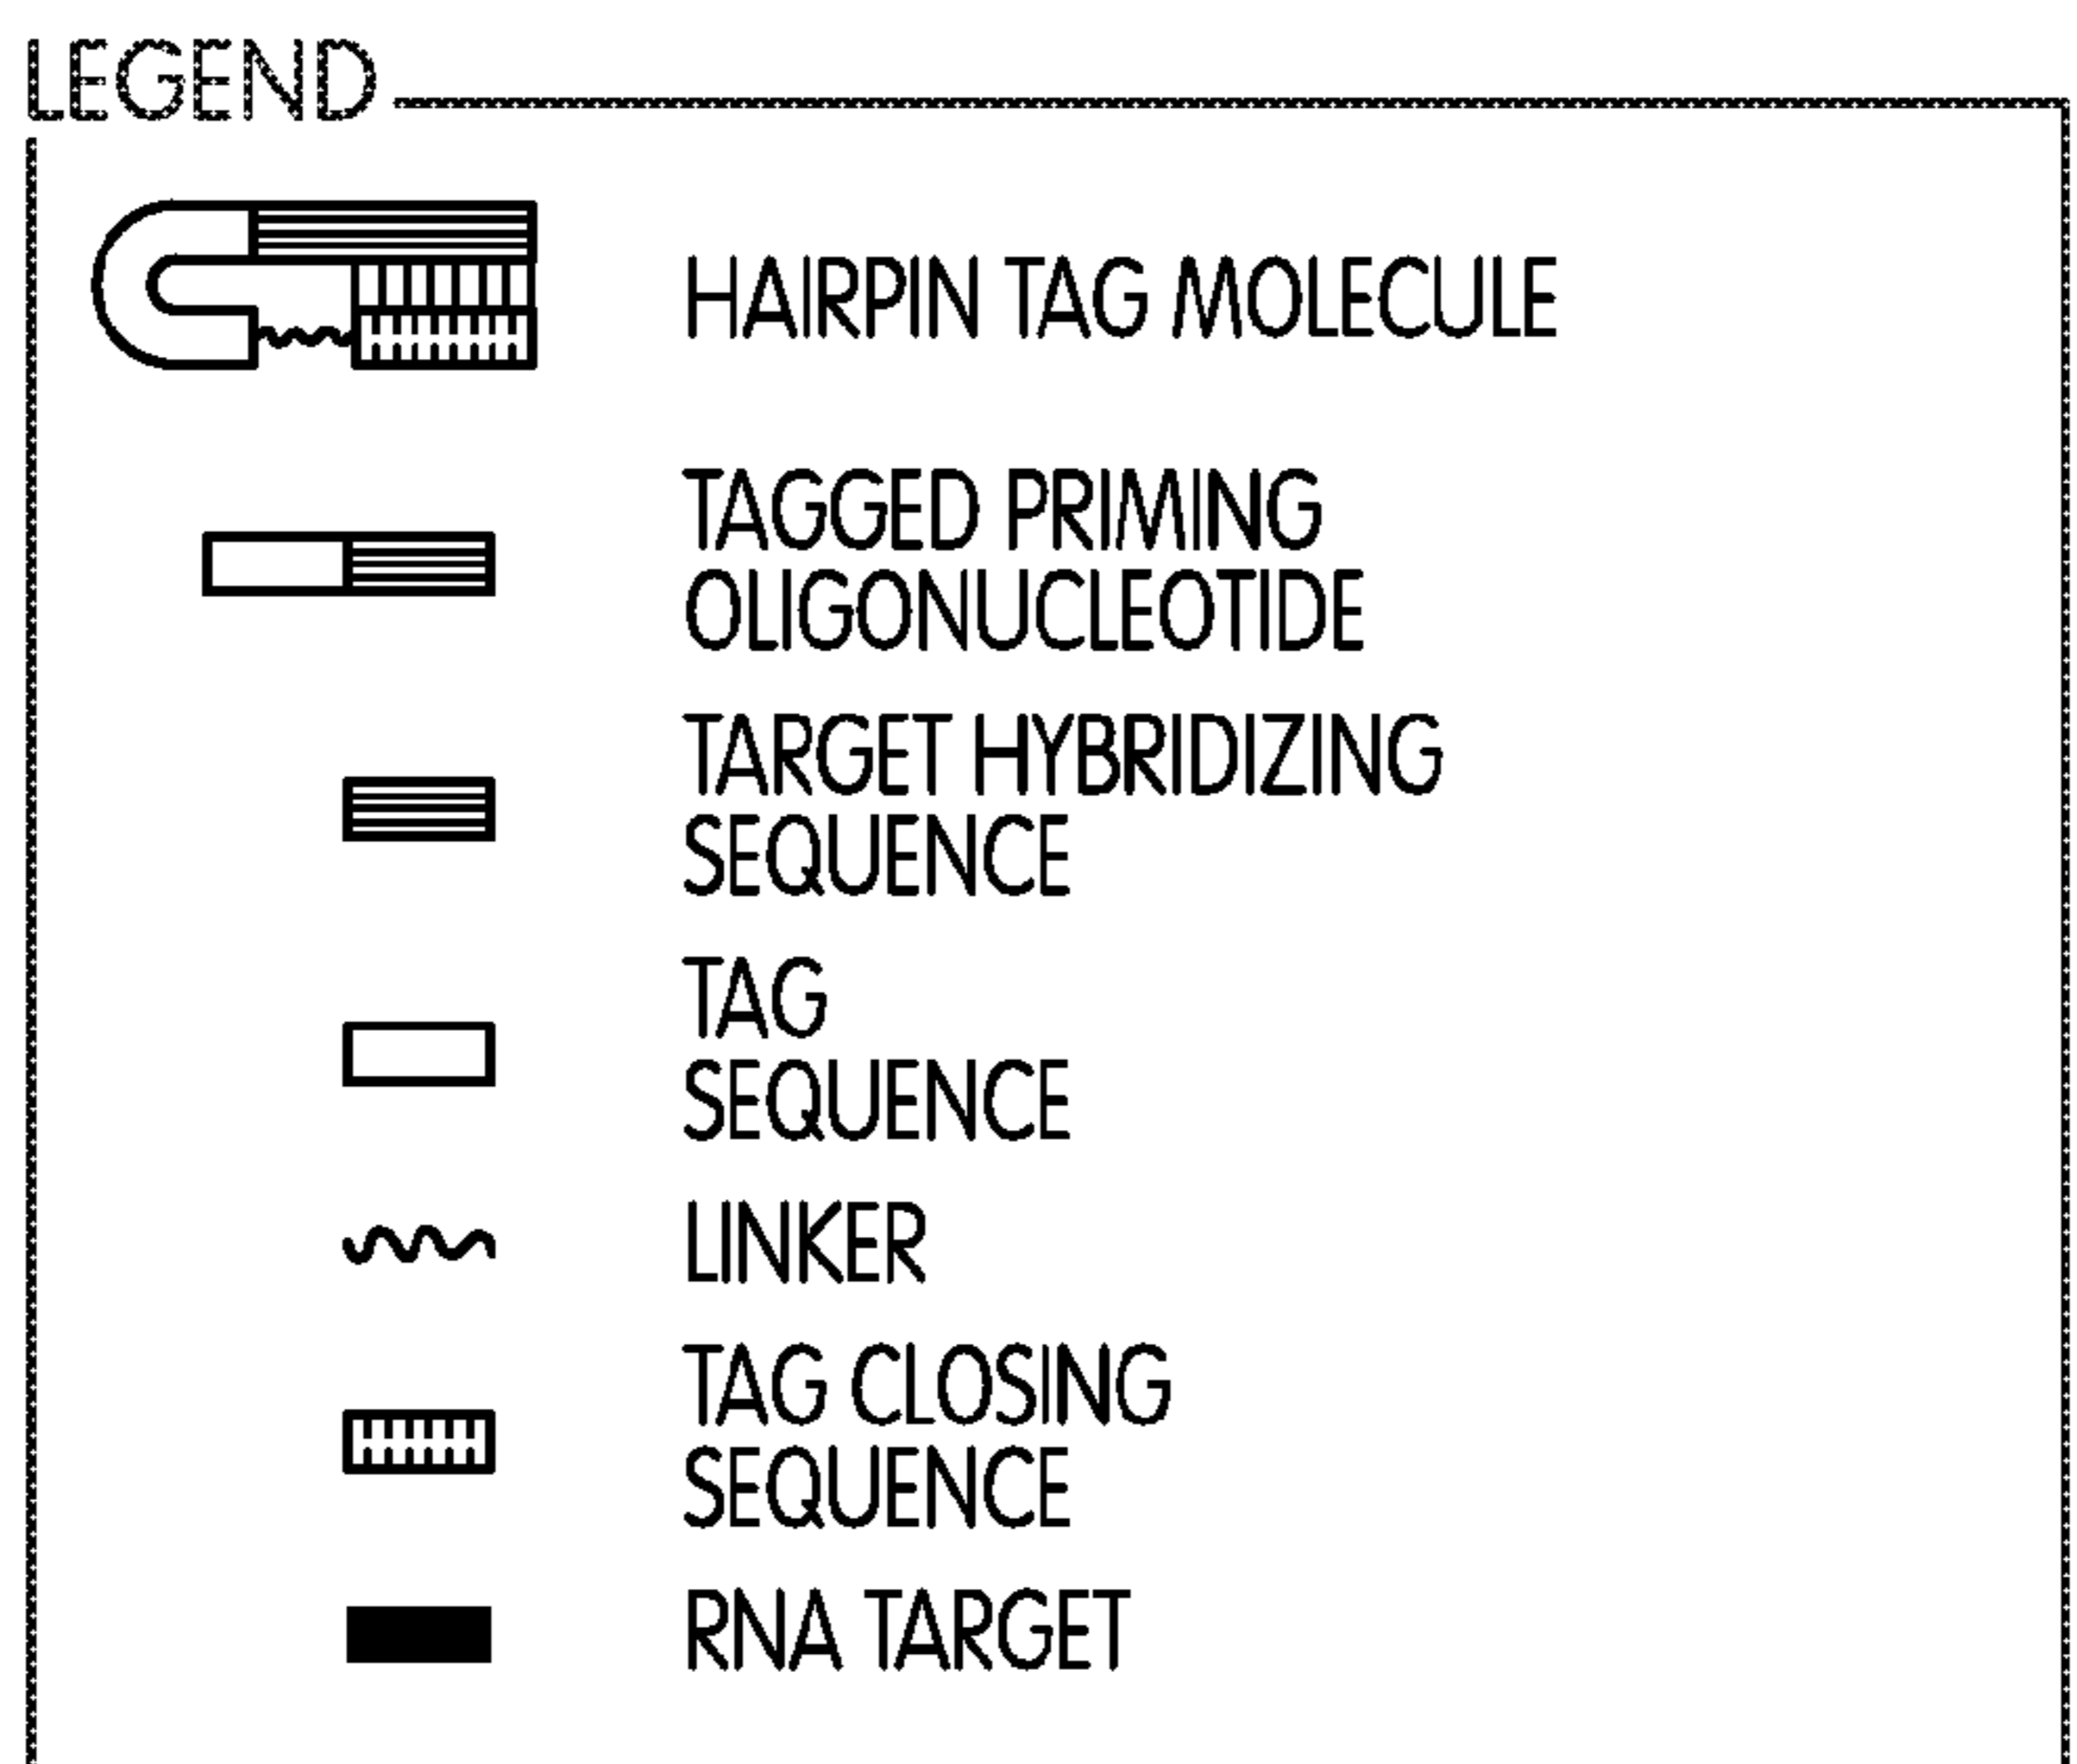 LEGEND
HAIRPIN TAG MOLECULE
TAGGED PRIMING
OLIGONUCLEOTIDE
TARGET HYBRIDIZING
SEQUENCE
TAG
SEQUENCE
LINKER
TAG CLOSING
SEQUENCE
RNA TARGET